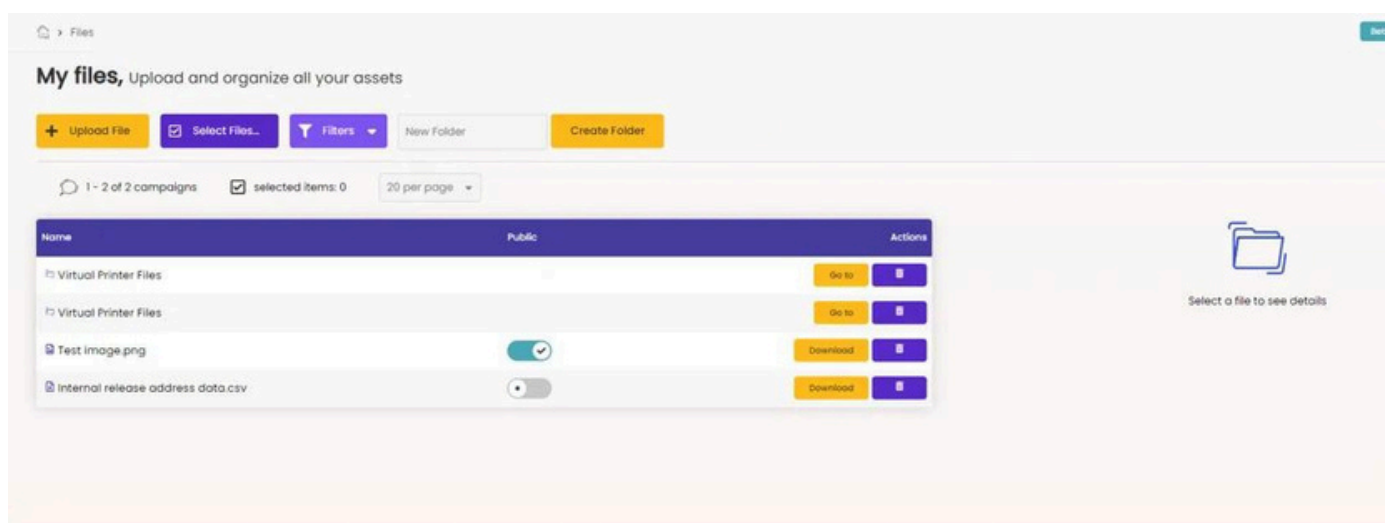 > Files
My files, Upload and organize all your assets
+ Upload File Select Files... Filters New Folder Create Folder
1 - 2 of 2 campaigns selected items: 0 20 per page
Name Public Actions
Virtual Printer Files Go to
Virtual Printer Files Go to
Select a file to see details
Test image.png Download
Internal release address data.csv Download